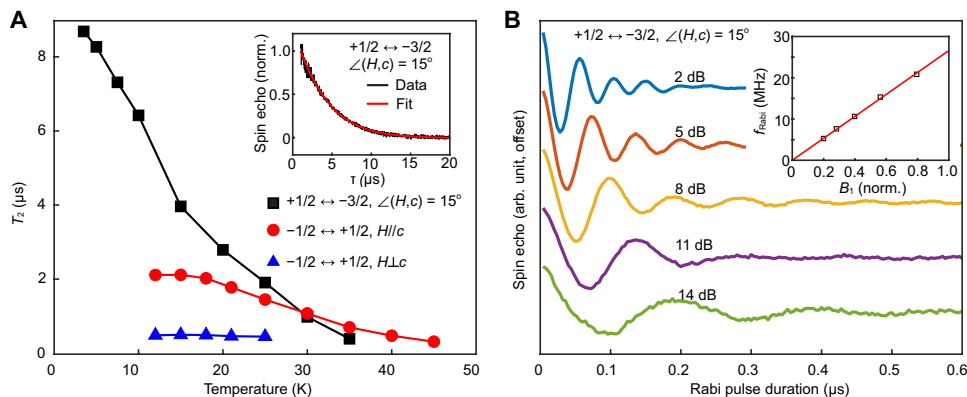 A
8
6
4
2
0
T₂ (μs)
0
10
20
30
40
50
Temperature (K)
1.0
0.5
0
Spin echo (norm.)
+1/2 ↔ −3/2
∠(H,c) = 15°
Data
Fit
1
5
10
15
20
τ (μs)
+1/2 ↔ −3/2, ∠(H,c) = 15°
−1/2 ↔ +1/2, H//c
−1/2 ↔ +1/2, H⊥c
B
+1/2 ↔ −3/2, ∠(H,c) = 15°
2 dB
5 dB
8 dB
11 dB
14 dB
Spin echo (arb. unit, offset)
0
0.1
0.2
0.3
0.4
0.5
0.6
Rabi pulse duration (μs)
30
20
10
0
fRabi (MHz)
0
0.2
0.4
0.6
0.8
1.0
B₁ (norm.)